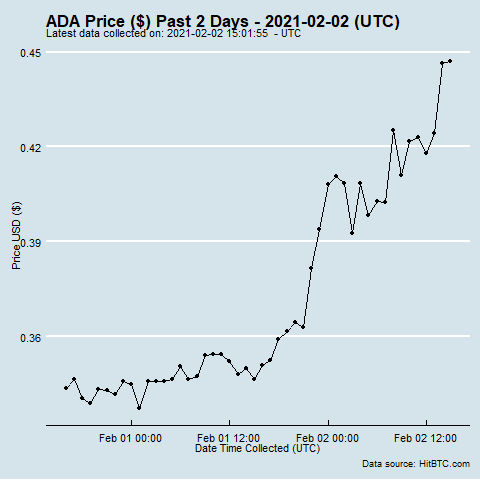 ADA Price ($) Past 2 Days - 2021-02-02 (UTC)
Latest data collected on: 2021-02-02 15:01:55 - UTC
0.45
0.42
0.39
0.36
Price USD ($)
Feb 01 00:00
Feb 01 12:00
Feb 02 00:00
Feb 02 12:00
Date Time Collected (UTC)
Data source: HitBTC.com